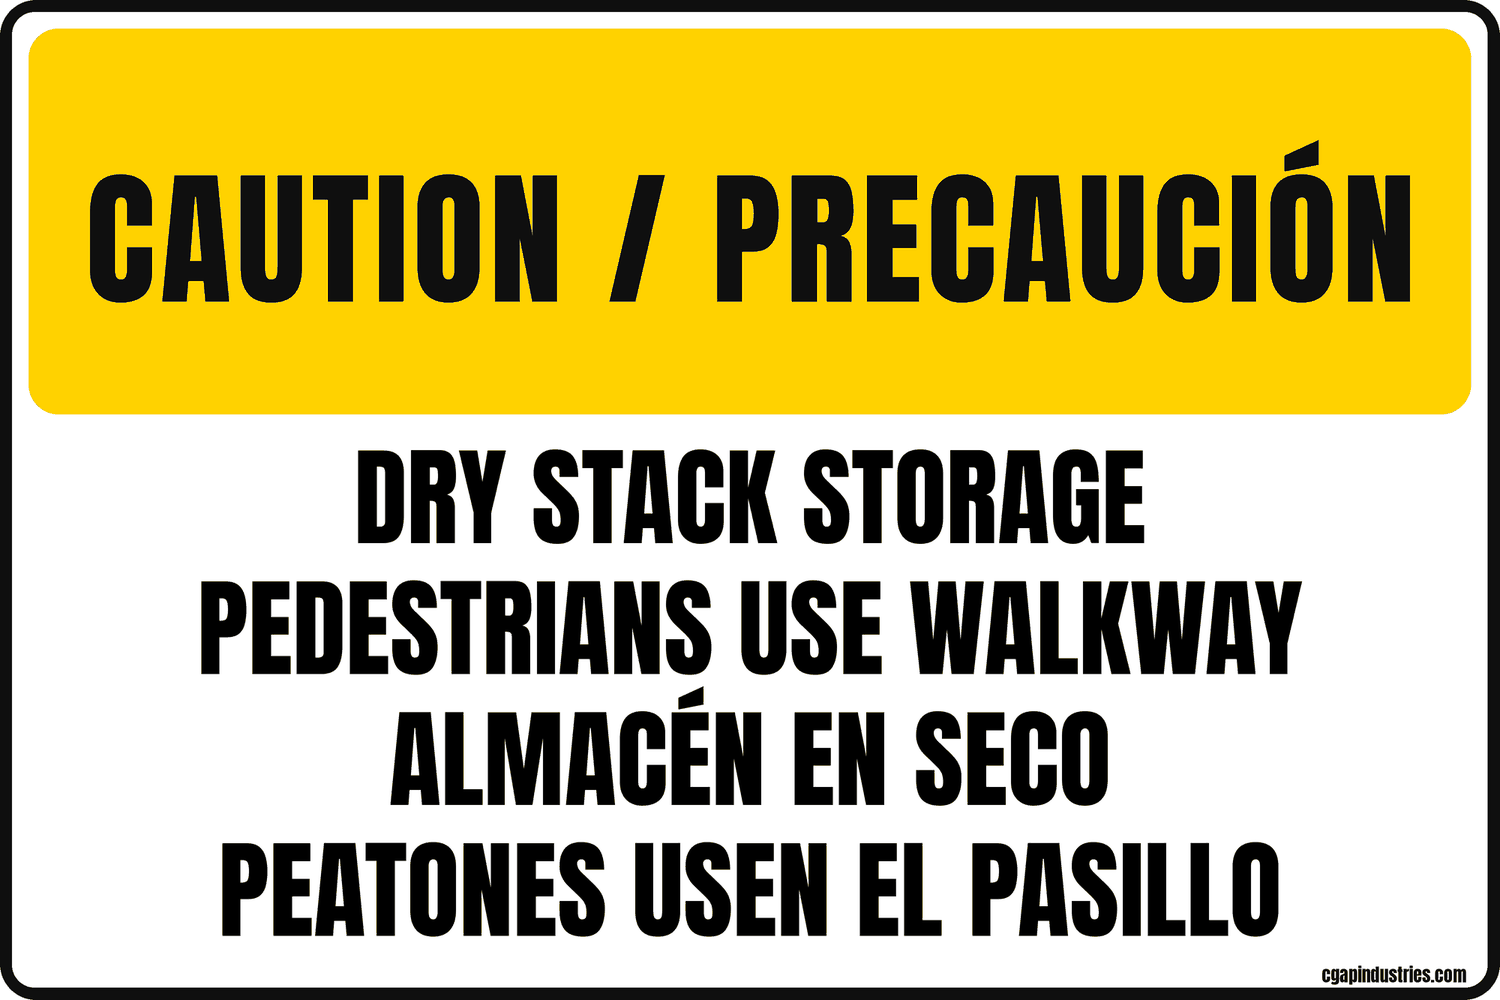 CAUTION / PRECAUCIÓN
DRY STACK STORAGE
PEDESTRIANS USE WALKWAY
ALMACÉN EN SECO
PEATONES USEN EL PASILLO
cgapindustries.com